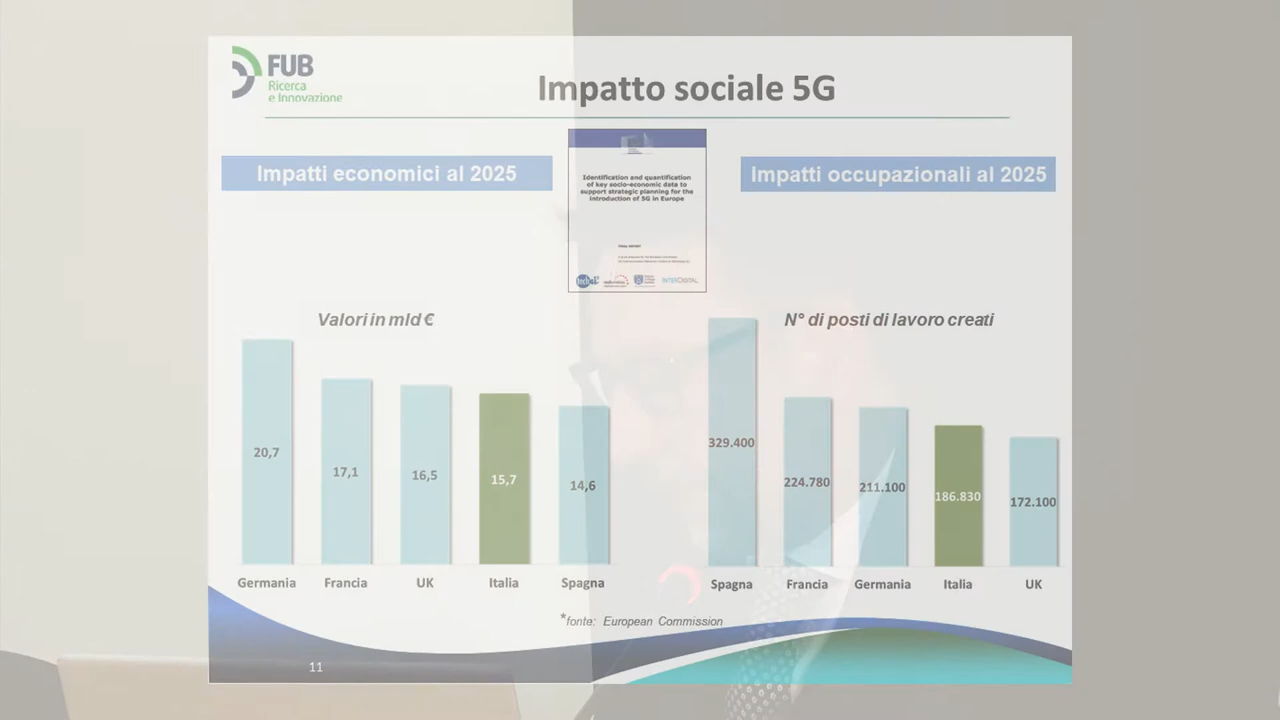 FUB
Ricerca
e Innovazione
Impatto sociale 5G
Impatti economici al 2025
Identification and quantification
of key socio-economic data to
support strategic planning for the
introduction of 5G in Europe
FINAL REPORT
INTERDIGITAL
Impatti occupazionali al 2025
Valori in mld €
20,7
17,1
16,5
15,7
14,6
Germania
Francia
UK
Italia
Spagna
N° di posti di lavoro creati
329.400
224.780
211.100
186.830
172.100
Spagna
Francia
Germania
Italia
UK
*fonte: European Commission
11